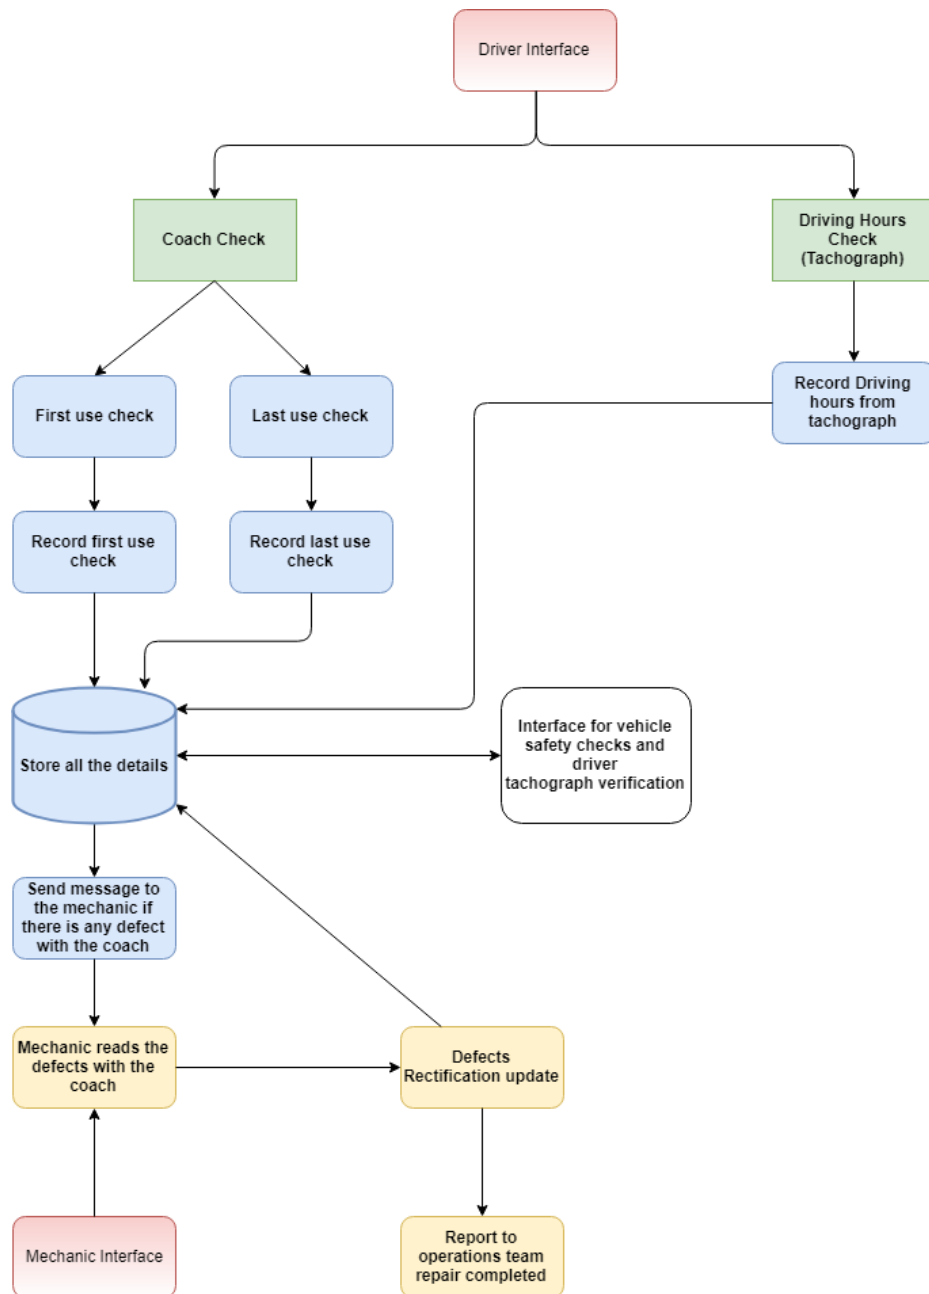 Driver Interface
Coach Check
Driving Hours
Check
(Tachograph)
First use check
Last use check
Record Driving
hours from
tachograph
Record first use
check
Record last use
check
Store all the details
Interface for vehicle
safety checks and
driver
tachograph verification
Send message to
the mechanic if
there is any defect
with the coach
Mechanic reads the
defects with the
coach
Defects
Rectification update
Mechanic Interface
Report to
operations team
repair completed